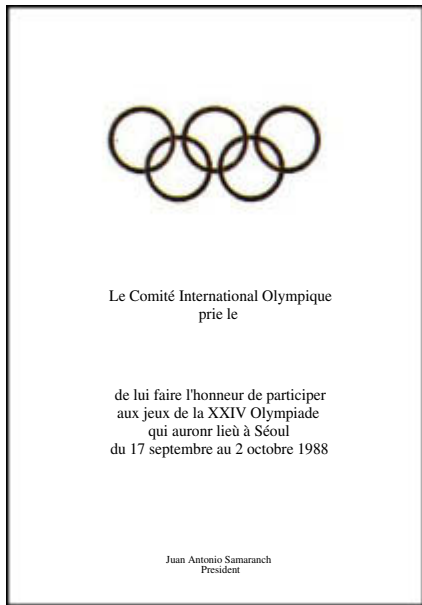 Le Comité International Olympique
prie le
de lui faire l'honneur de participer
aux jeux de la XXIV Olympiade
qui auronr lieù à Séoul
du 17 septembre au 2 octobre 1988
Juan Antonio Samaranch
President